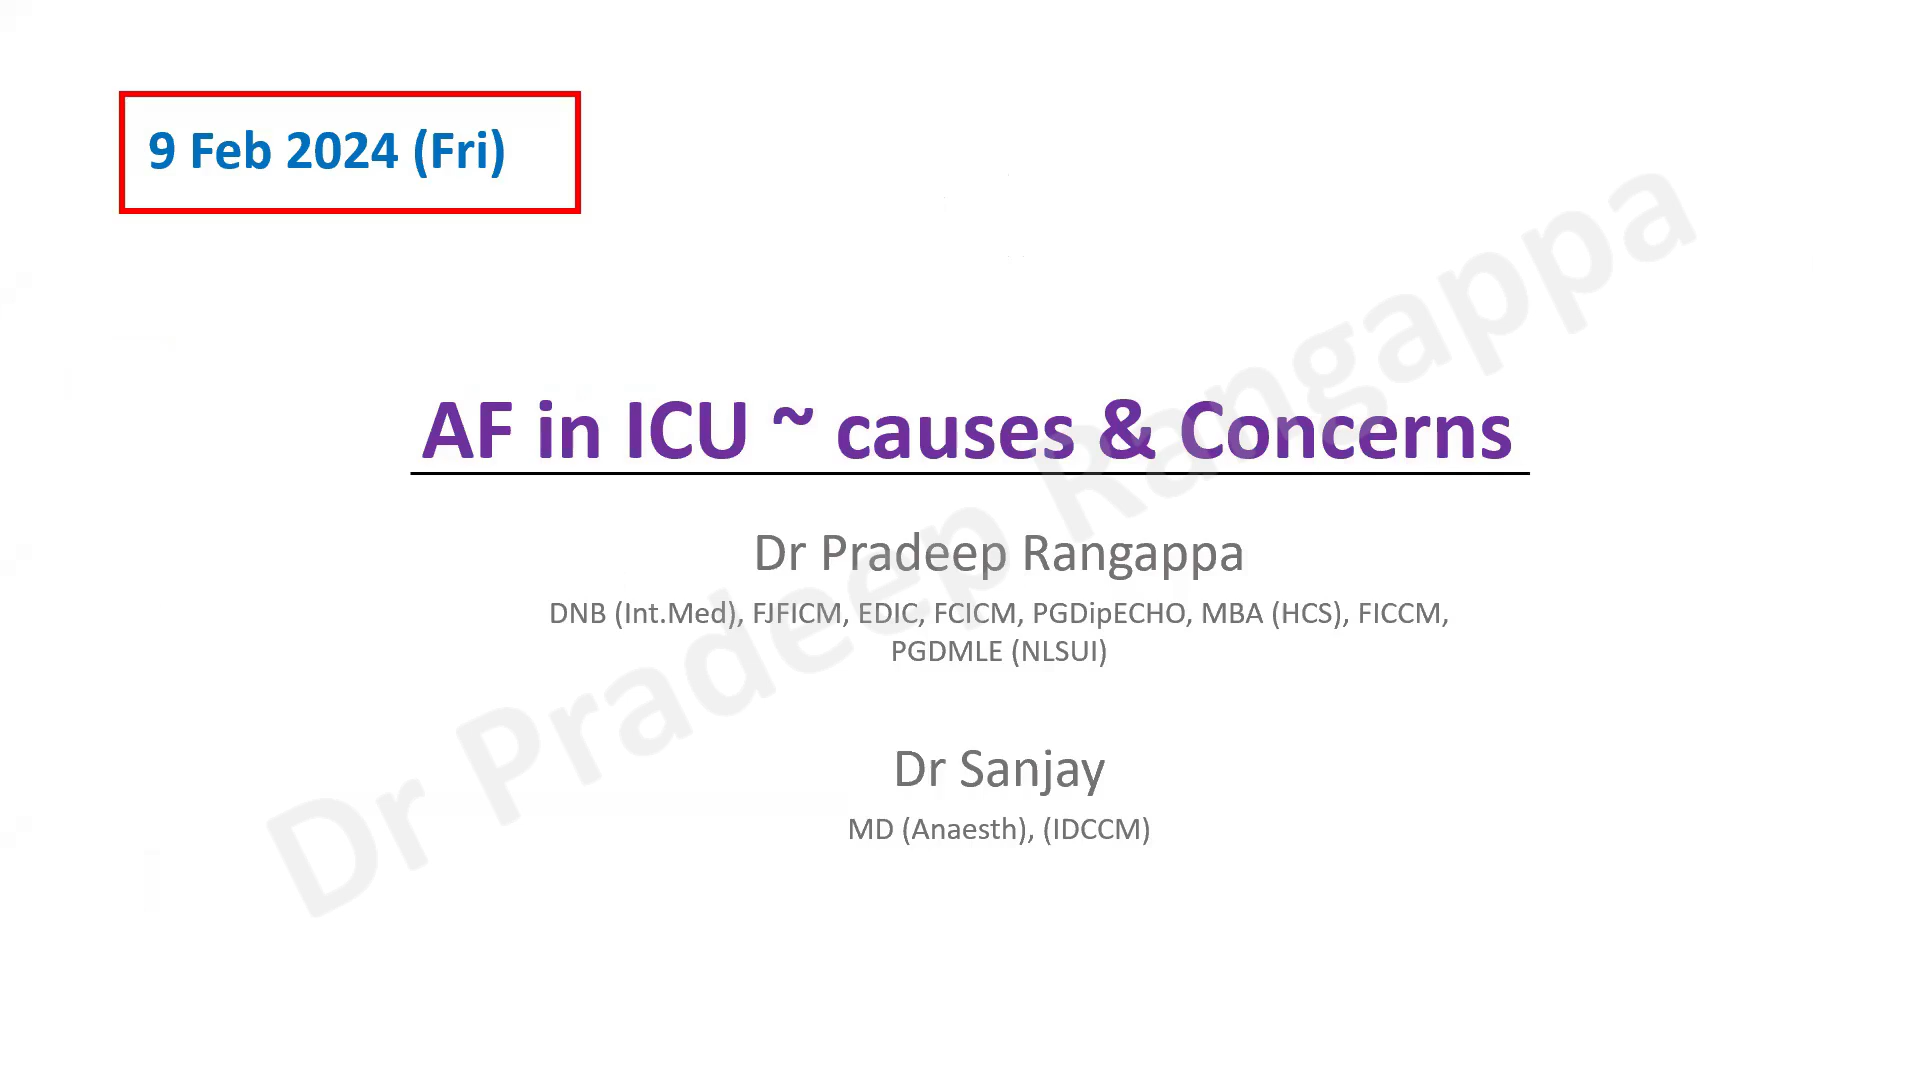 9 Feb 2024 (Fri)
AF in ICU ~ causes & Concerns
Dr Pradeep Rangappa
DNB (Int.Med), FJFICM, EDIC, FCICM, PGDipECHO, MBA (HCS), FICCM,
PGDMLE (NLSUI)
Dr Sanjay
MD (Anaesth), (IDCCM)
Dr Pradeep Rangappa